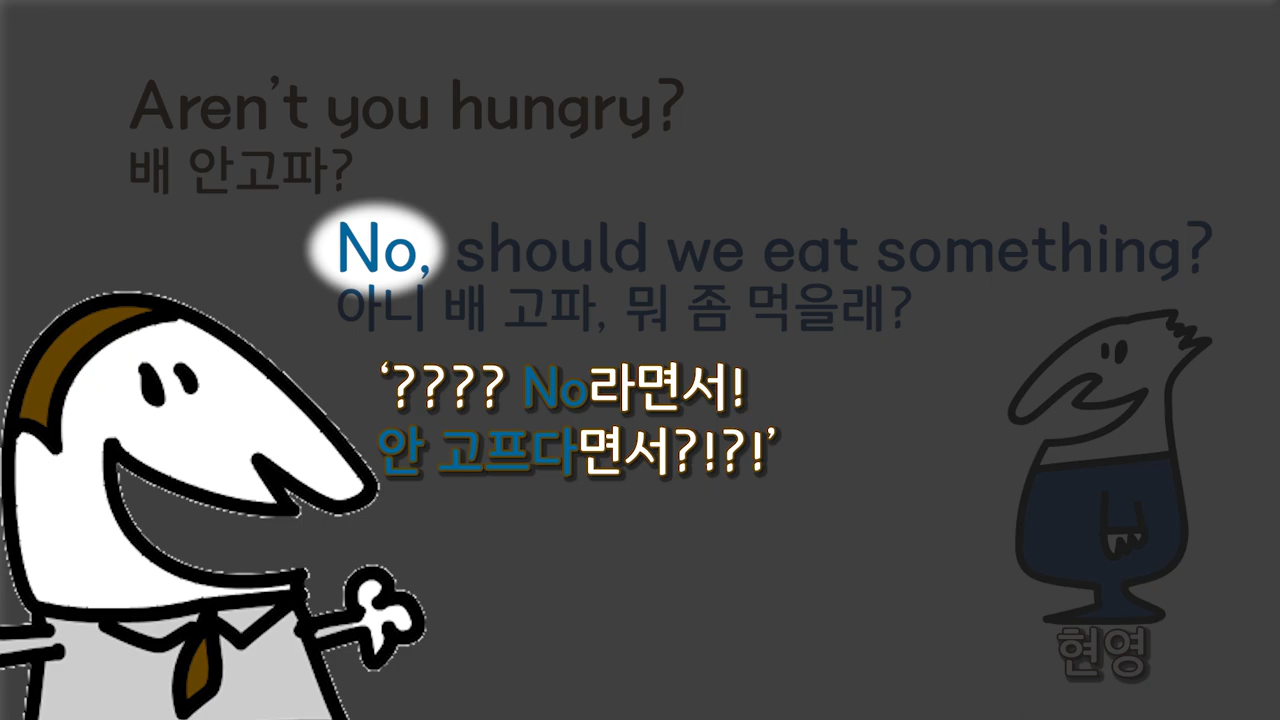 Aren't you hungry?
배 안고파?
No, should we eat something?
아니 배 고파, 뭐 좀 먹을래?
‘???? No라면서!
안 고프다면서?!?!’
현영